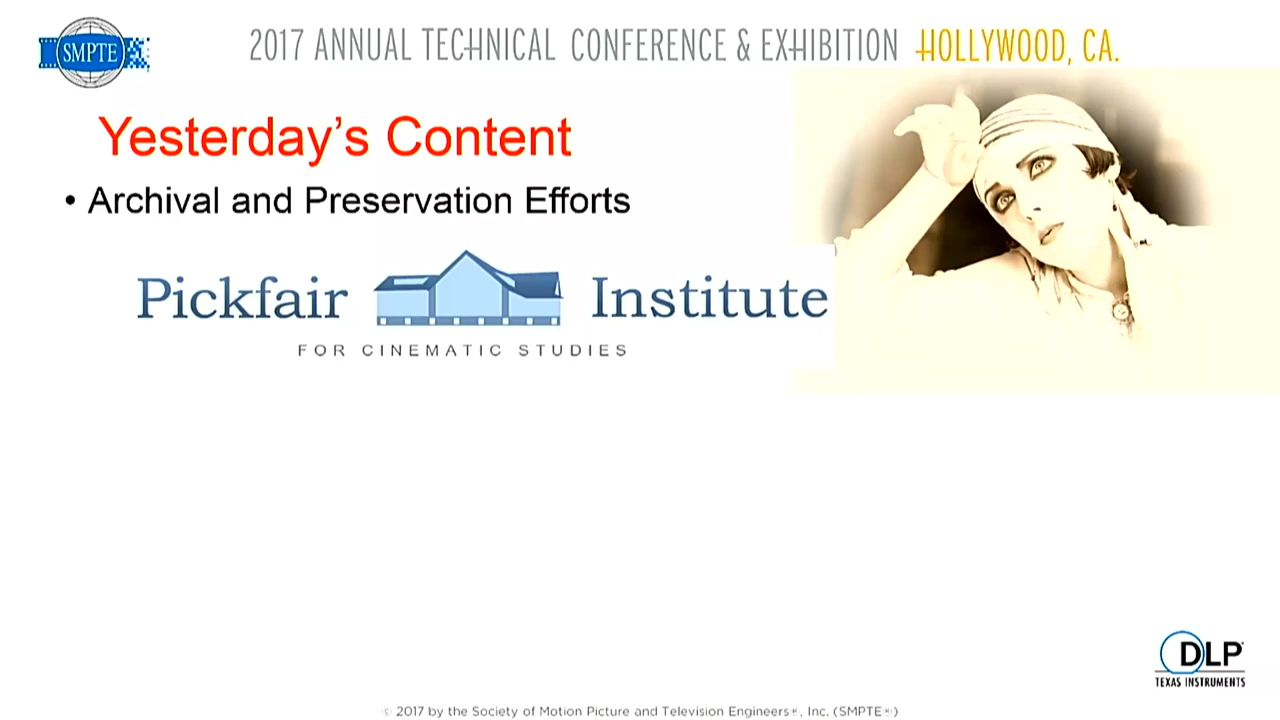 SMPTE
2017 ANNUAL TECHNICAL CONFERENCE & EXHIBITION HOLLYWOOD, CA.
Yesterday's Content
• Archival and Preservation Efforts
Pickfair Institute
FOR CINEMATIC STUDIES
DLP
TEXAS INSTRUMENTS
© 2017 by the Society of Motion Picture and Television Engineers®, Inc. (SMPTE®)